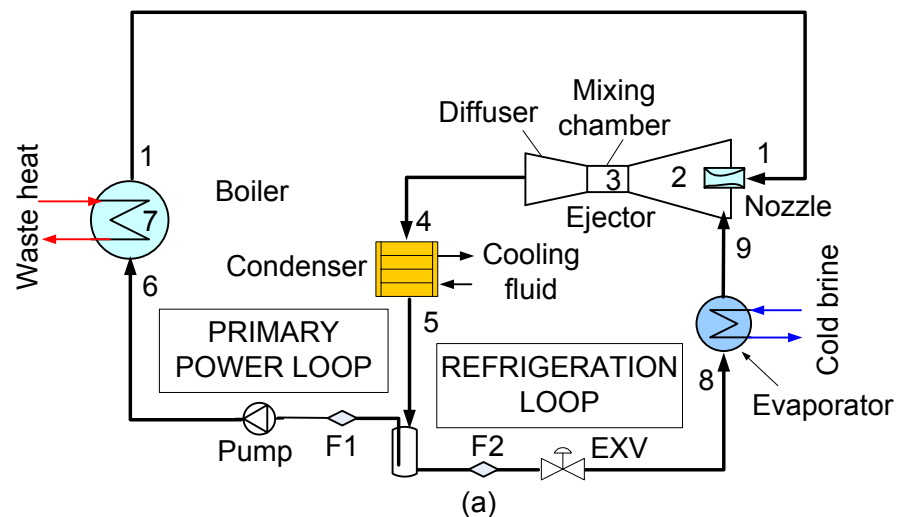 Mixing
chamber
Diffuser
1
1
2
3
Waste heat
7
Boiler
Ejector
Nozzle
4
9
Condenser
Cooling
fluid
6
5
Cold brine
PRIMARY
POWER LOOP
REFRIGERATION
LOOP
8
Evaporator
Pump
F1
F2
EXV
(a)